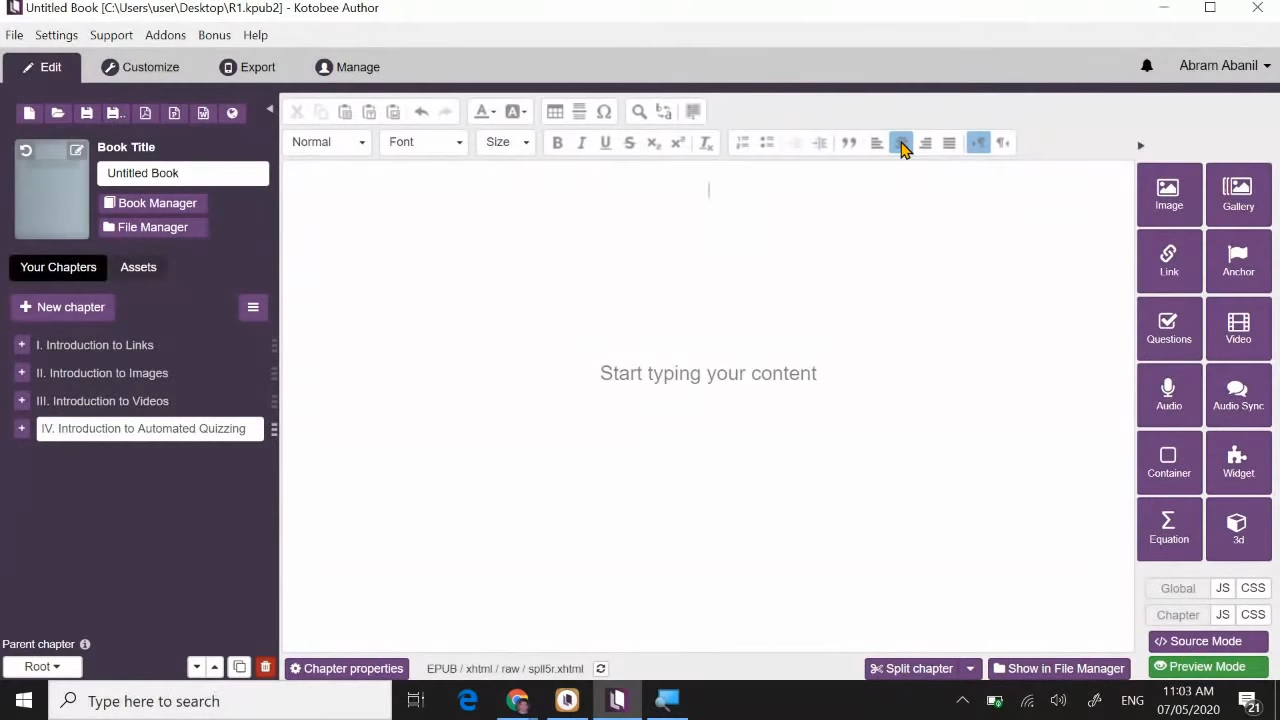 Untitled Book [C:\Users\user\Desktop\R1.kpub2] - Kotobee Author
File Settings Support Addons Bonus Help
Edit Customize Export Manage Abram Abanil
Normal Font Size
Book Title
Untitled Book
Book Manager
File Manager
Your Chapters Assets
New chapter
I. Introduction to Links
II. Introduction to Images
III. Introduction to Videos
IV. Introduction to Automated Quizzing
Start typing your content
Image Gallery
Link Anchor
Questions Video
Audio Audio Sync
Container Widget
Equation 3d
Global JS CSS
Chapter JS CSS
Source Mode
Preview Mode
Parent chapter
Root
Chapter properties EPUB / xhtml / raw / spll5r.xhtml Split chapter Show in File Manager
Type here to search ENG 11:03 AM
07/05/2020 21